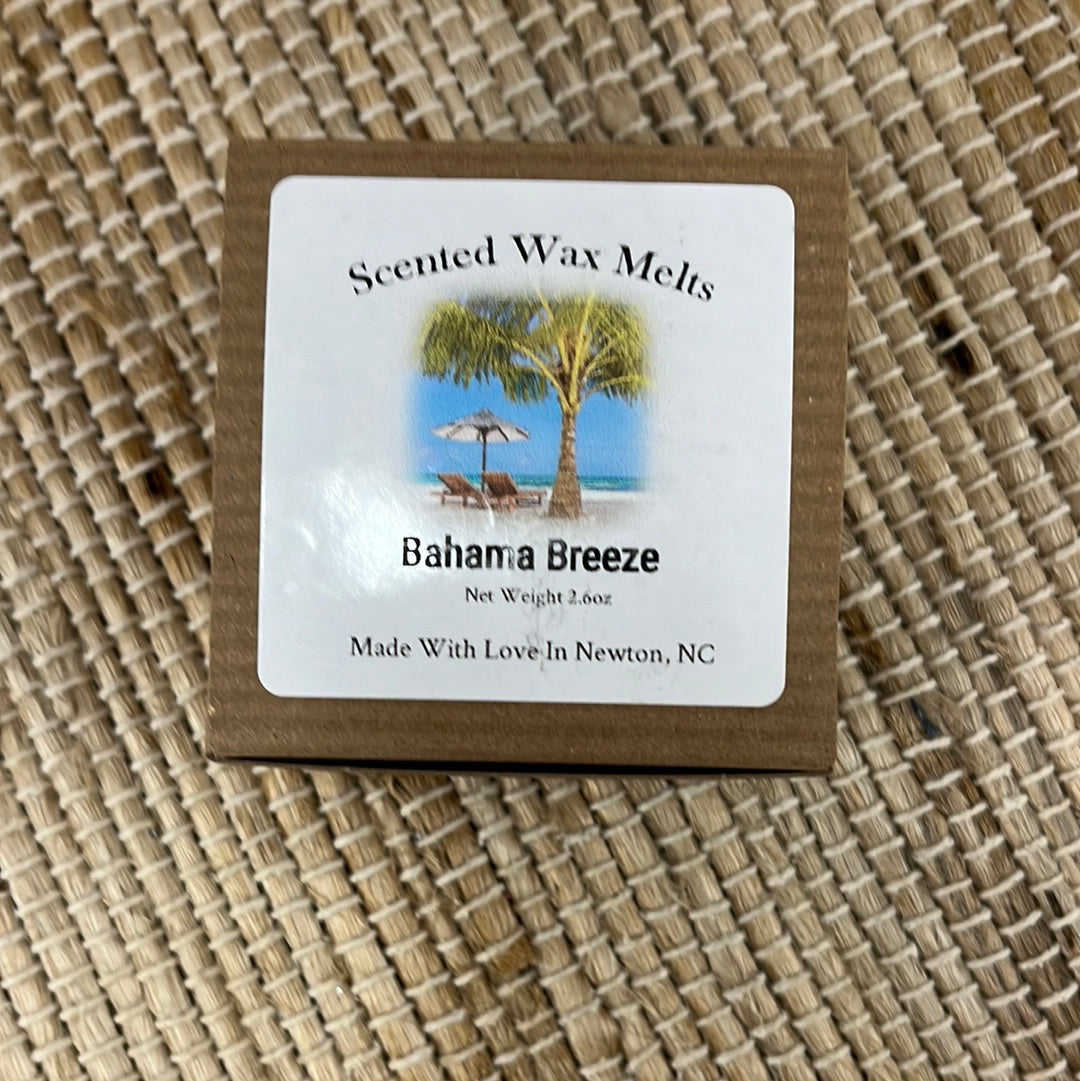 Scented Wax Melts
Bahama Breeze
Net Weight 2.6oz
Made With Love In Newton, NC